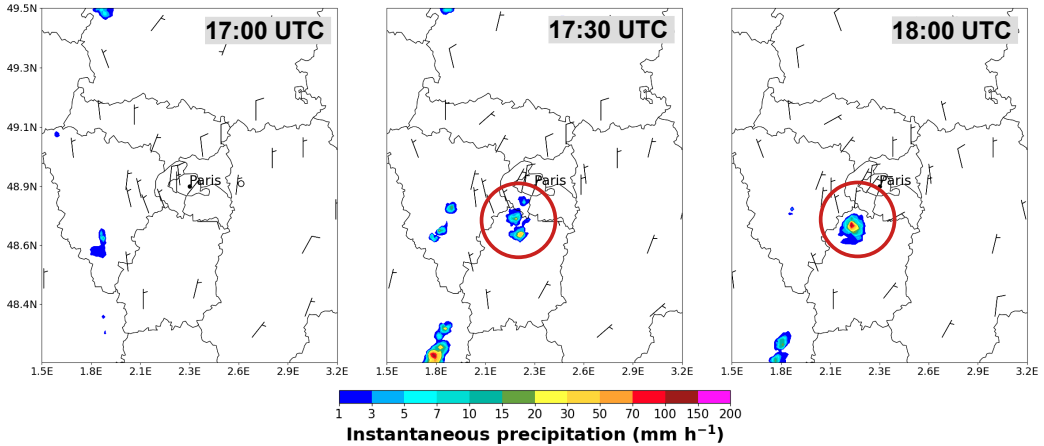 49.5N
49.3N
49.1N
48.9N
48.6N
48.4N
17:00 UTC
17:30 UTC
18:00 UTC
Paris
Paris
Paris
1.5E 1.8E 2.1E 2.3E 2.6E 2.9E 3.2E
1.5E 1.8E 2.1E 2.3E 2.6E 2.9E 3.2E
1.5E 1.8E 2.1E 2.3E 2.6E 2.9E 3.2E
1 3 5 7 10 15 20 30 50 70 100 150 200
Instantaneous precipitation (mm h⁻¹)